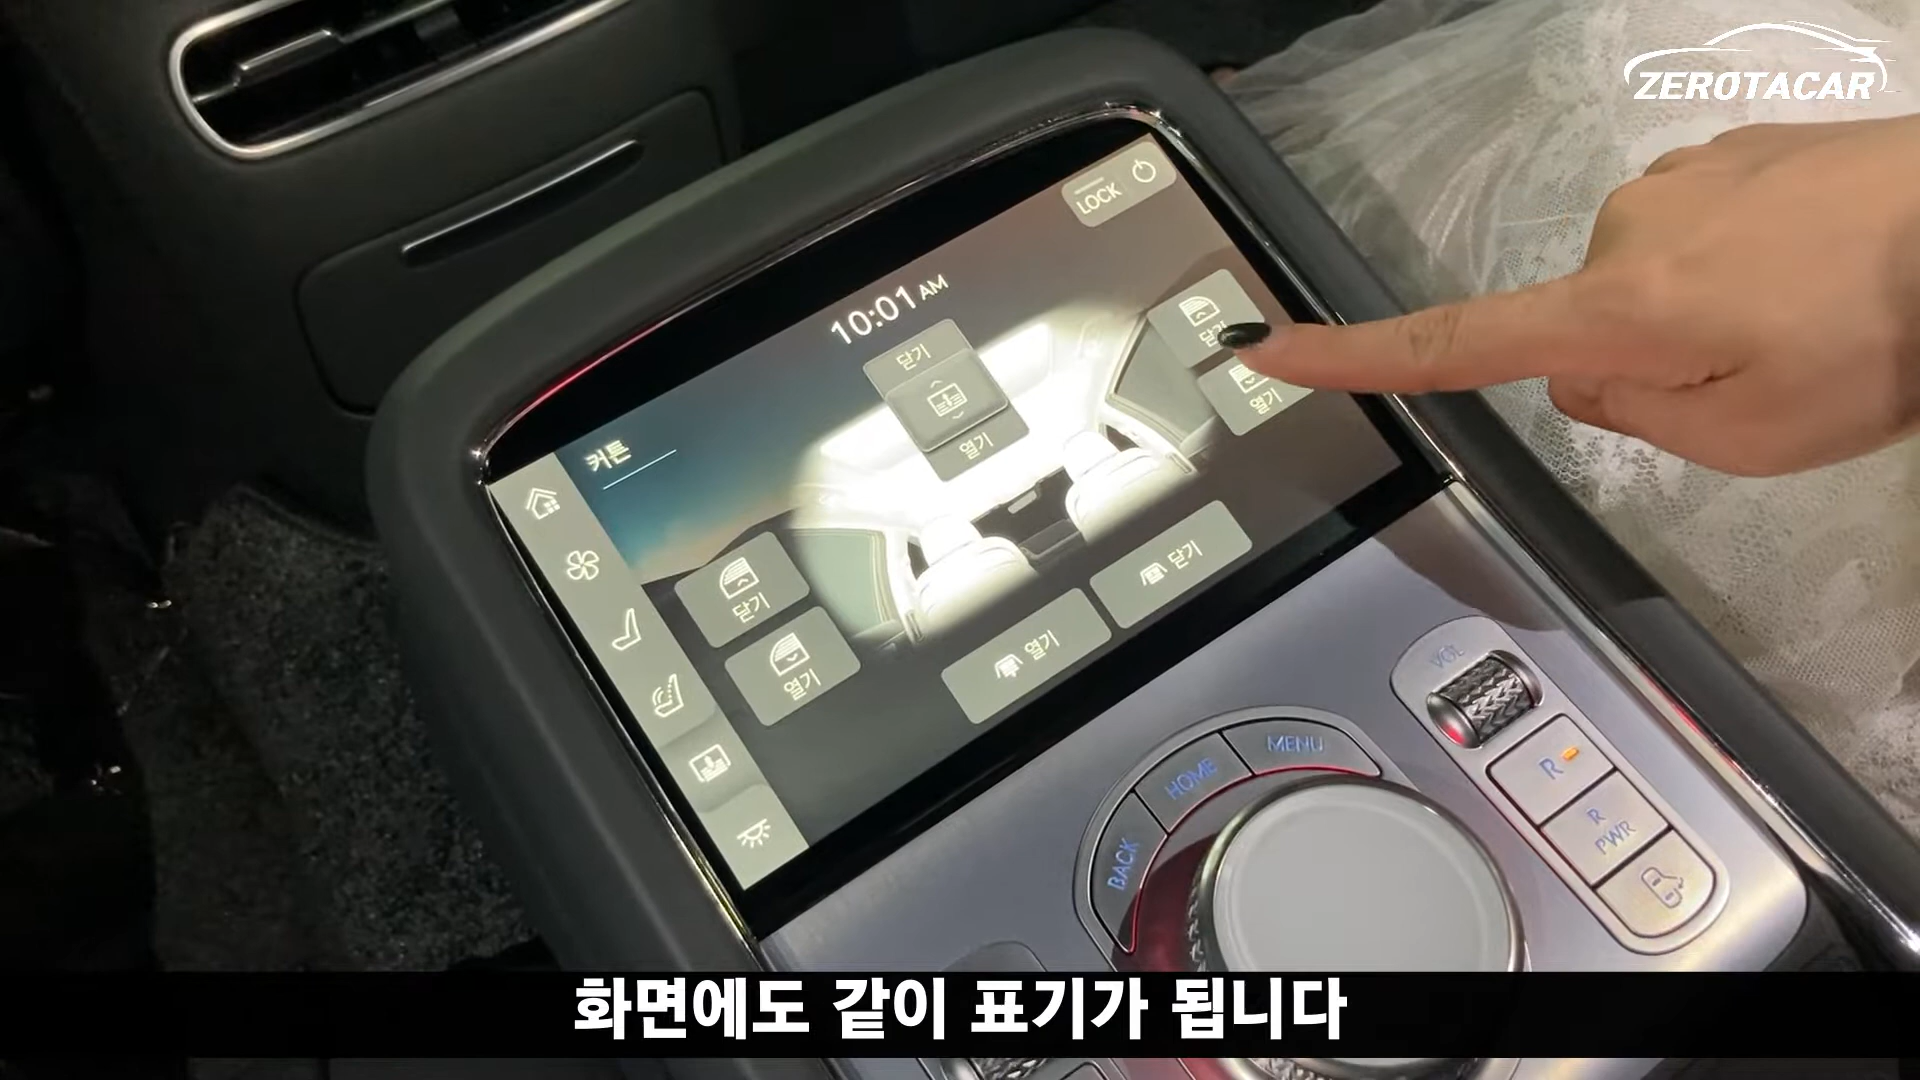 ZEROTACAR
LOCK
10:01 AM
닫기
열기
닫기
열기
커튼
닫기
열기
열기
닫기
VOL
MENU
HOME
BACK
R
R
PWR
화면에도 같이 표기가 됩니다